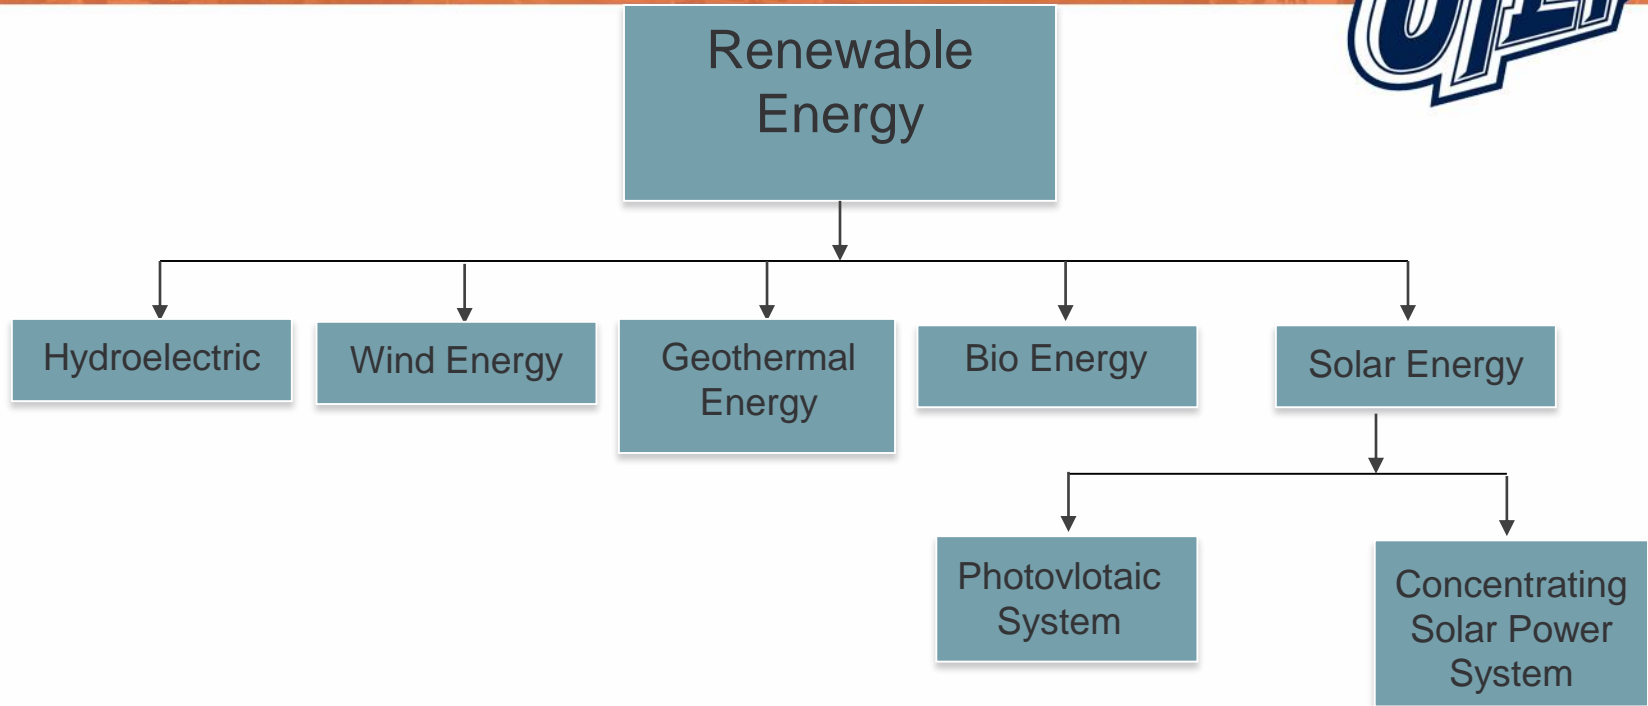 Renewable
Energy
Hydroelectric
Wind Energy
Geothermal
Energy
Bio Energy
Solar Energy
Photovlotaic
System
Concentrating
Solar Power
System